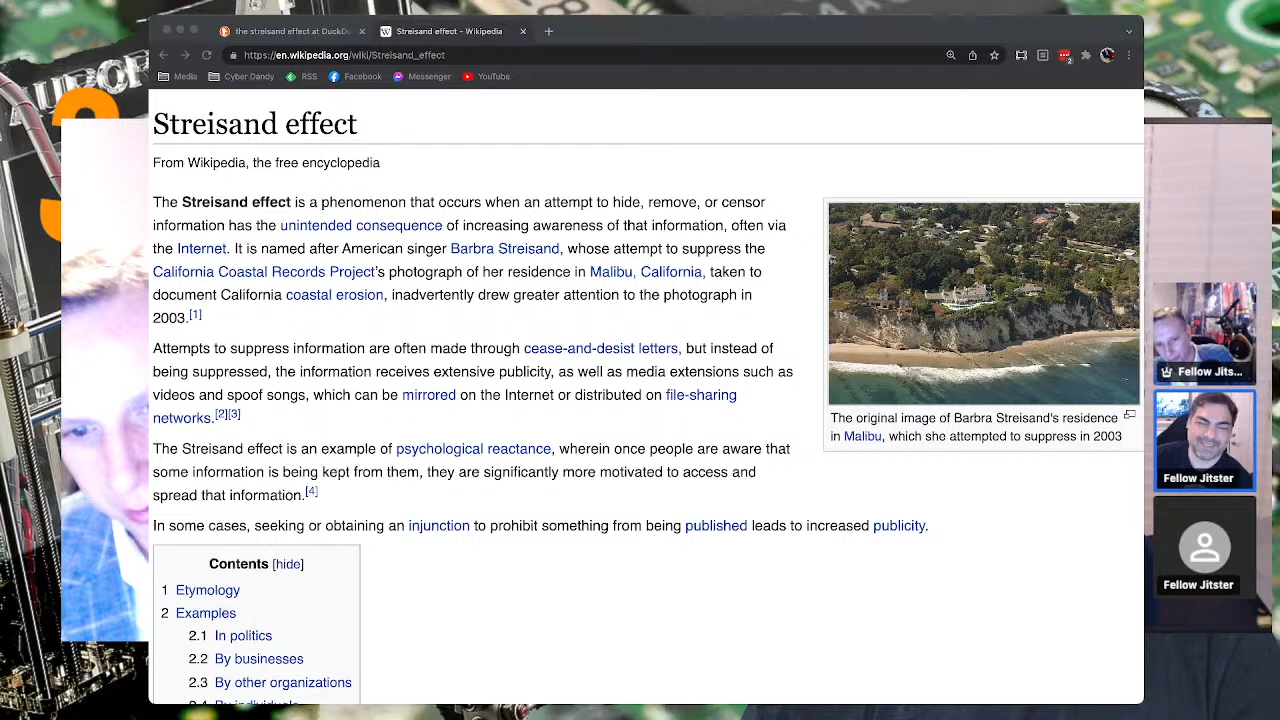 the streisand effect at DuckDu
Streisand effect - Wikipedia
https://en.wikipedia.org/wiki/Streisand_effect
Media
Cyber Dandy
RSS
Facebook
Messenger
YouTube
Streisand effect
From Wikipedia, the free encyclopedia
The Streisand effect is a phenomenon that occurs when an attempt to hide, remove, or censor
information has the unintended consequence of increasing awareness of that information, often via
the Internet. It is named after American singer Barbra Streisand, whose attempt to suppress the
California Coastal Records Project's photograph of her residence in Malibu, California, taken to
document California coastal erosion, inadvertently drew greater attention to the photograph in
2003.[1]
Attempts to suppress information are often made through cease-and-desist letters, but instead of
being suppressed, the information receives extensive publicity, as well as media extensions such as
videos and spoof songs, which can be mirrored on the Internet or distributed on file-sharing
networks.[2][3]
The Streisand effect is an example of psychological reactance, wherein once people are aware that
some information is being kept from them, they are significantly more motivated to access and
spread that information.[4]
In some cases, seeking or obtaining an injunction to prohibit something from being published leads to increased publicity.
The original image of Barbra Streisand's residence
in Malibu, which she attempted to suppress in 2003
Contents [hide]
1 Etymology
2 Examples
2.1 In politics
2.2 By businesses
2.3 By other organizations
2.4 By individuals
Fellow Jits...
Fellow Jitster
Fellow Jitster